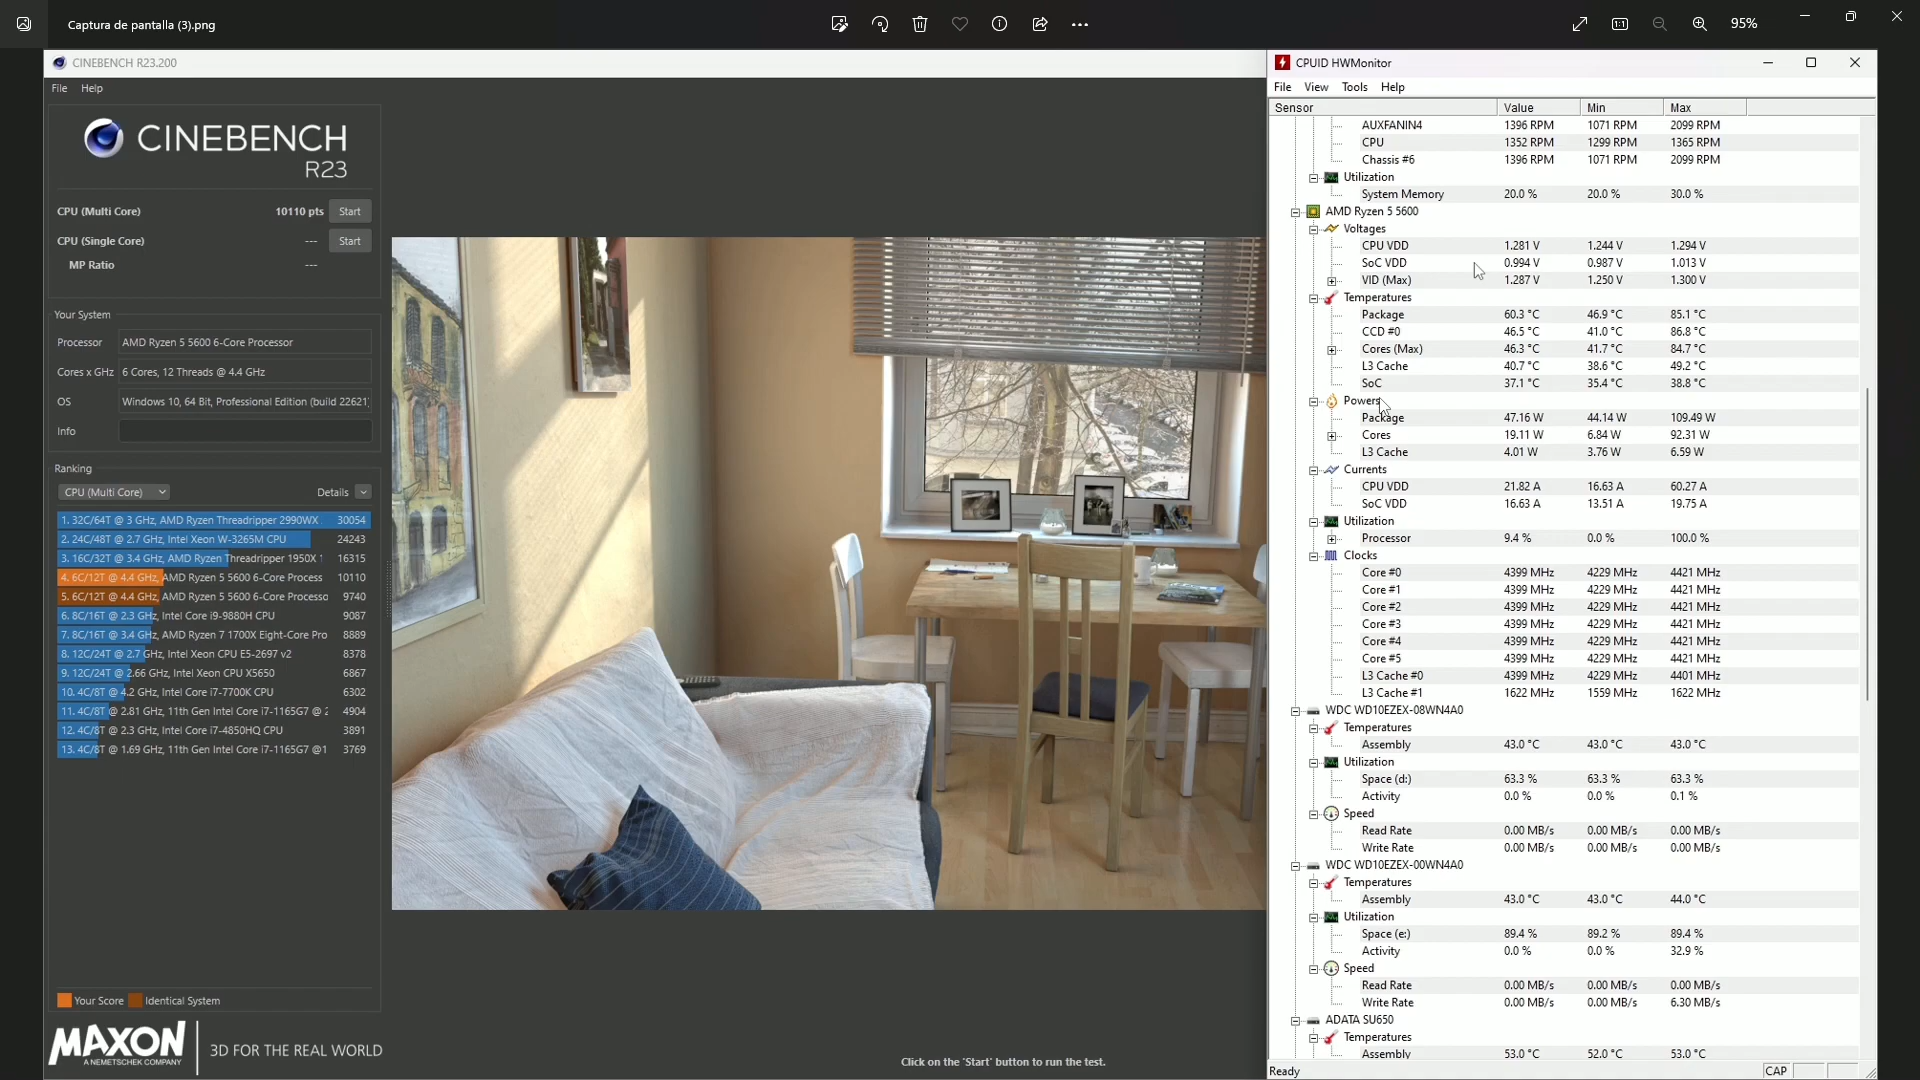 Captura de pantalla (3).png
95%
CINEBENCH R23.200
File Help
CINEBENCH
R23
CPU (Multi Core) 10110 pts Start
CPU (Single Core) --- Start
MP Ratio ---
Your System
Processor AMD Ryzen 5 5600 6-Core Processor
Cores x GHz 6 Cores, 12 Threads @ 4.4 GHz
OS Windows 10, 64 Bit, Professional Edition (build 22621)
Info
Ranking
CPU (Multi Core) Details
1. 32C/64T @ 3 GHz, AMD Ryzen Threadripper 2990WX 30054
2. 24C/48T @ 2.7 GHz, Intel Xeon W-3265M CPU 24243
3. 16C/32T @ 3.4 GHz, AMD Ryzen Threadripper 1950X 1 16315
4. 6C/12T @ 4.4 GHz, AMD Ryzen 5 5600 6-Core Process 10110
5. 6C/12T @ 4.4 GHz, AMD Ryzen 5 5600 6-Core Processo 9740
6. 8C/16T @ 2.3 GHz, Intel Core i9-9880H CPU 9087
7. 8C/16T @ 3.4 GHz, AMD Ryzen 7 1700X Eight-Core Pro 8889
8. 12C/24T @ 2.7 GHz, Intel Xeon CPU E5-2697 v2 8378
9. 12C/24T @ 2.66 GHz, Intel Xeon CPU X5650 6867
10. 4C/8T @ 4.2 GHz, Intel Core i7-7700K CPU 6302
11. 4C/8T @ 2.81 GHz, 11th Gen Intel Core i7-1165G7 @ 2 4904
12. 4C/8T @ 2.3 GHz, Intel Core i7-4850HQ CPU 3891
13. 4C/8T @ 1.69 GHz, 11th Gen Intel Core i7-1165G7 @1 3769
Your Score Identical System
MAXON
A NEMETSCHEK COMPANY
3D FOR THE REAL WORLD
Click on the 'Start' button to run the test.
CPUID HWMonitor
File View Tools Help
Sensor Value Min Max
AUXFANIN4 1396 RPM 1071 RPM 2099 RPM
CPU 1352 RPM 1299 RPM 1365 RPM
Chassis #6 1396 RPM 1071 RPM 2099 RPM
Utilization
System Memory 20.0 % 20.0 % 30.0 %
AMD Ryzen 5 5600
Voltages
CPU VDD 1.281 V 1.244 V 1.294 V
SoC VDD 0.994 V 0.987 V 1.013 V
VID (Max) 1.287 V 1.250 V 1.300 V
Temperatures
Package 60.3 °C 46.9 °C 85.1 °C
CCD #0 46.5 °C 41.0 °C 86.8 °C
Cores (Max) 46.3 °C 41.7 °C 84.7 °C
L3 Cache 40.7 °C 38.6 °C 49.2 °C
SoC 37.1 °C 35.4 °C 38.8 °C
Powers
Package 47.16 W 44.14 W 109.49 W
Cores 19.11 W 6.84 W 92.31 W
L3 Cache 4.01 W 3.76 W 6.59 W
Currents
CPU VDD 21.82 A 16.63 A 60.27 A
SoC VDD 16.63 A 13.51 A 19.75 A
Utilization
Processor 9.4 % 0.0 % 100.0 %
Clocks
Core #0 4399 MHz 4229 MHz 4421 MHz
Core #1 4399 MHz 4229 MHz 4421 MHz
Core #2 4399 MHz 4229 MHz 4421 MHz
Core #3 4399 MHz 4229 MHz 4421 MHz
Core #4 4399 MHz 4229 MHz 4421 MHz
Core #5 4399 MHz 4229 MHz 4421 MHz
L3 Cache #0 4399 MHz 4229 MHz 4401 MHz
L3 Cache #1 1622 MHz 1559 MHz 1622 MHz
WDC WD10EZEX-08WN4A0
Temperatures
Assembly 43.0 °C 43.0 °C 43.0 °C
Utilization
Space (d:) 63.3 % 63.3 % 63.3 %
Activity 0.0 % 0.0 % 0.1 %
Speed
Read Rate 0.00 MB/s 0.00 MB/s 0.00 MB/s
Write Rate 0.00 MB/s 0.00 MB/s 0.00 MB/s
WDC WD10EZEX-00WN4A0
Temperatures
Assembly 43.0 °C 43.0 °C 44.0 °C
Utilization
Space (e:) 89.4 % 89.2 % 89.4 %
Activity 0.0 % 0.0 % 32.9 %
Speed
Read Rate 0.00 MB/s 0.00 MB/s 0.00 MB/s
Write Rate 0.00 MB/s 0.00 MB/s 6.30 MB/s
ADATA SU650
Temperatures
Assembly 53.0 °C 52.0 °C 53.0 °C
Ready CAP